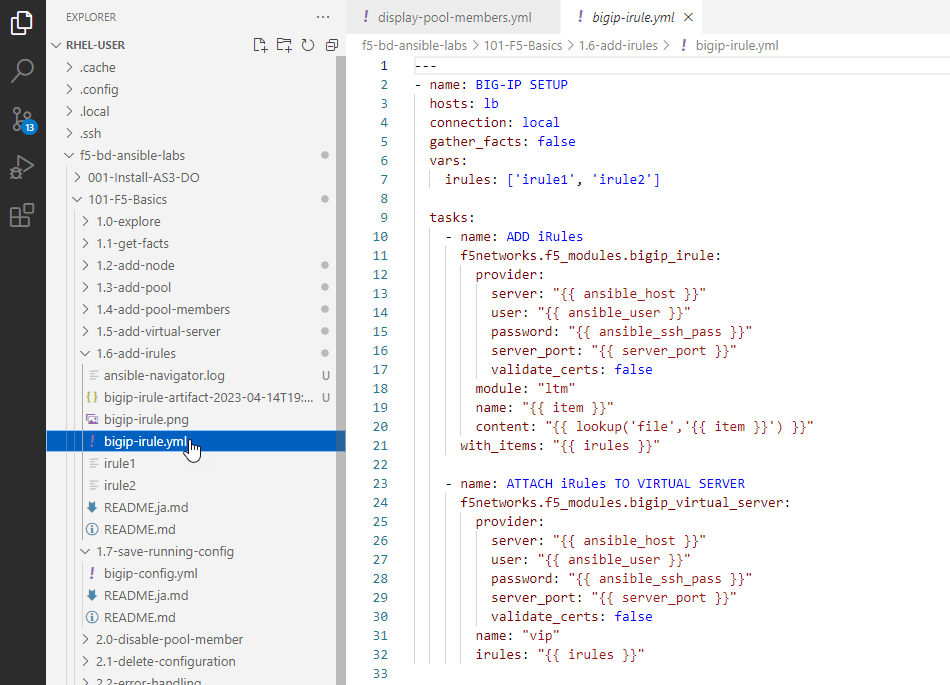 EXPLORER
RHEL-USER
.cache
.config
.local
.ssh
f5-bd-ansible-labs
001-Install-AS3-DO
101-F5-Basics
1.0-explore
1.1-get-facts
1.2-add-node
1.3-add-pool
1.4-add-pool-members
1.5-add-virtual-server
1.6-add-irules
ansible-navigator.log U
bigip-irule-artifact-2023-04-14T19:... U
bigip-irule.png
bigip-irule.yml
irule1
irule2
README.ja.md
README.md
1.7-save-running-config
bigip-config.yml
README.ja.md
README.md
2.0-disable-pool-member
2.1-delete-configuration
2.2-error-handling
13
display-pool-members.yml
bigip-irule.yml
f5-bd-ansible-labs > 101-F5-Basics > 1.6-add-irules > ! bigip-irule.yml
1 ---
2 - name: BIG-IP SETUP
3 hosts: lb
4 connection: local
5 gather_facts: false
6 vars:
7 irules: ['irule1', 'irule2']
8
9 tasks:
10 - name: ADD iRules
11 f5networks.f5_modules.bigip_irule:
12 provider:
13 server: "{{ ansible_host }}"
14 user: "{{ ansible_user }}"
15 password: "{{ ansible_ssh_pass }}"
16 server_port: "{{ server_port }}"
17 validate_certs: false
18 module: "ltm"
19 name: "{{ item }}"
20 content: "{{ lookup('file','{{ item }}') }}"
21 with_items: "{{ irules }}"
22
23 - name: ATTACH iRules TO VIRTUAL SERVER
24 f5networks.f5_modules.bigip_virtual_server:
25 provider:
26 server: "{{ ansible_host }}"
27 user: "{{ ansible_user }}"
28 password: "{{ ansible_ssh_pass }}"
29 server_port: "{{ server_port }}"
30 validate_certs: false
31 name: "vip"
32 irules: "{{ irules }}"
33